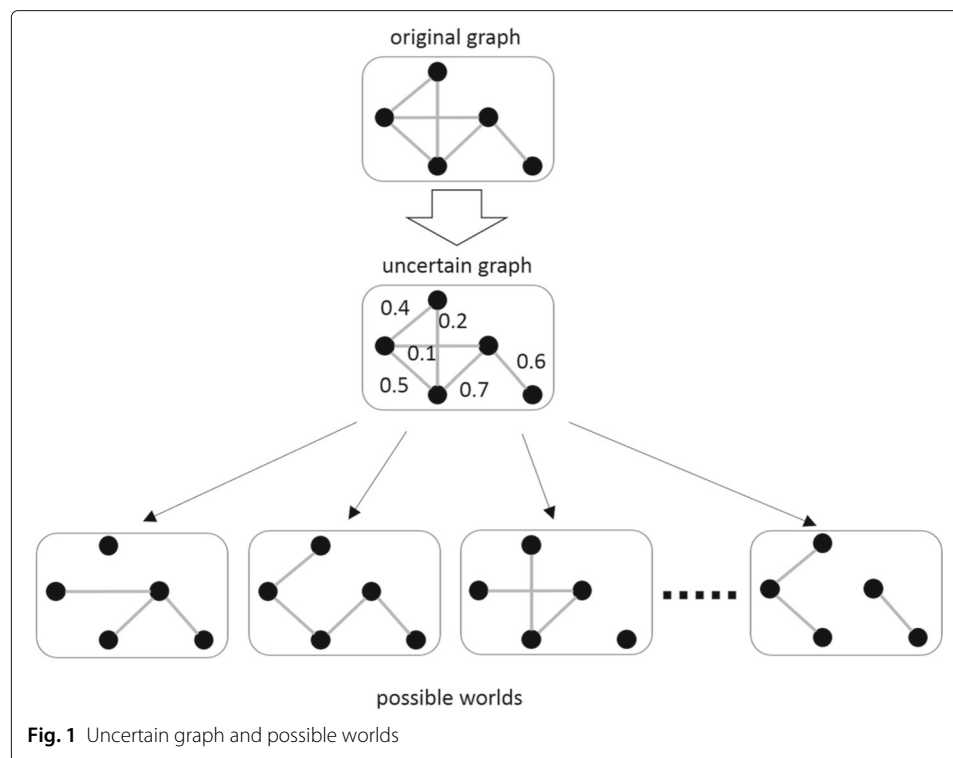 original graph
uncertain graph
0.4
0.2
0.1
0.6
0.5
0.7
possible worlds
Fig. 1 Uncertain graph and possible worlds